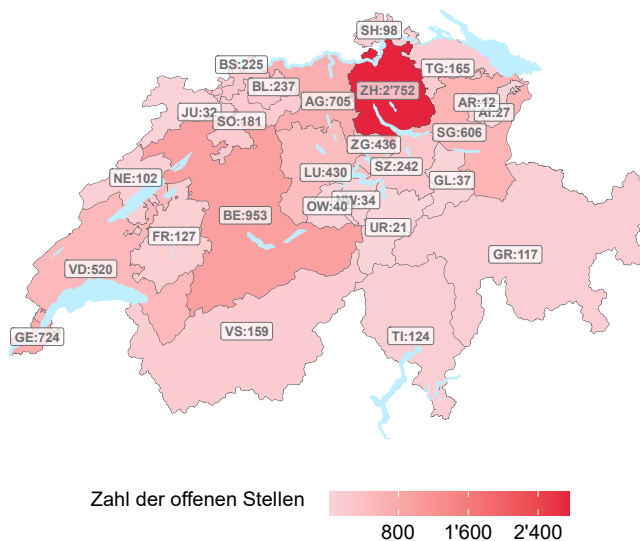 SH:98
BS:225
TG:165
BL:237
ZH:2'752
AG:705
AR:12
JU:32
AI:27
SO:181
SG:606
ZG:436
SZ:242
LU:430
NE:102
GL:37
NW:34
OW:40
BE:953
UR:21
FR:127
GR:117
VD:520
GE:724
VS:159
TI:124
Zahl der offenen Stellen
800 1'600 2'400